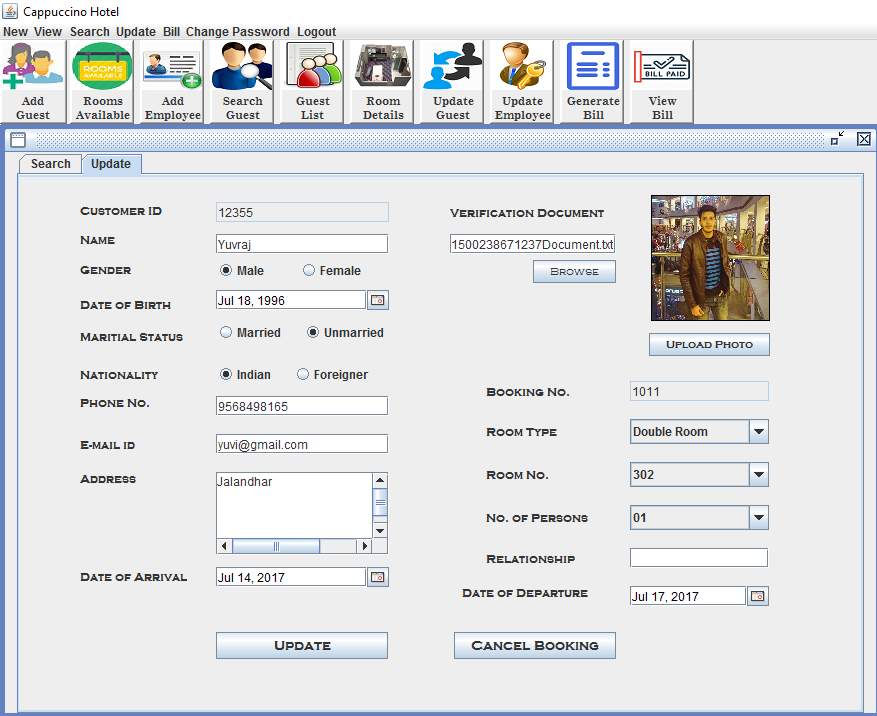 Cappuccino Hotel
New View Search Update Bill Change Password Logout
ROOMS
AVAILABLE
BILL PAID
Add
Guest
Rooms
Available
Add
Employee
Search
Guest
Guest
List
Room
Details
Update
Guest
Update
Employee
Generate
Bill
View
Bill
Search Update
Customer ID 12355
Name Yuvraj
Gender Male Female
Date of Birth Jul 18, 1996
Maritial Status Married Unmarried
Nationality Indian Foreigner
Phone No. 9568498165
E-mail id yuvi@gmail.com
Address Jalandhar
Date of Arrival Jul 14, 2017
Verification Document
1500238671237Document.txt
Browse
Upload Photo
Booking No. 1011
Room Type Double Room
Room No. 302
No. of Persons 01
Relationship
Date of Departure Jul 17, 2017
Update Cancel Booking